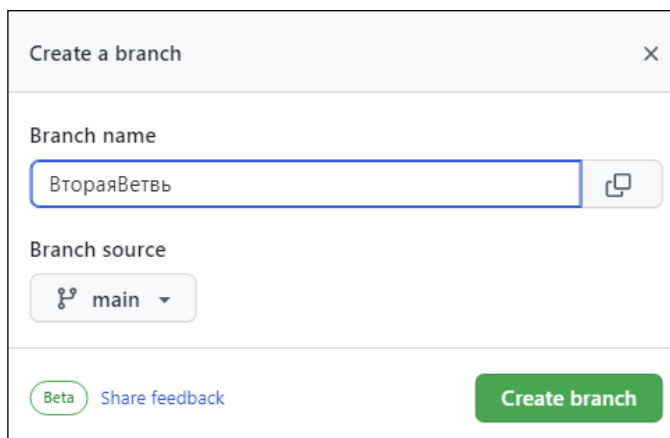 Create a branch
Branch name
ВтораяВетвь
Branch source
main
Beta Share feedback
Create branch